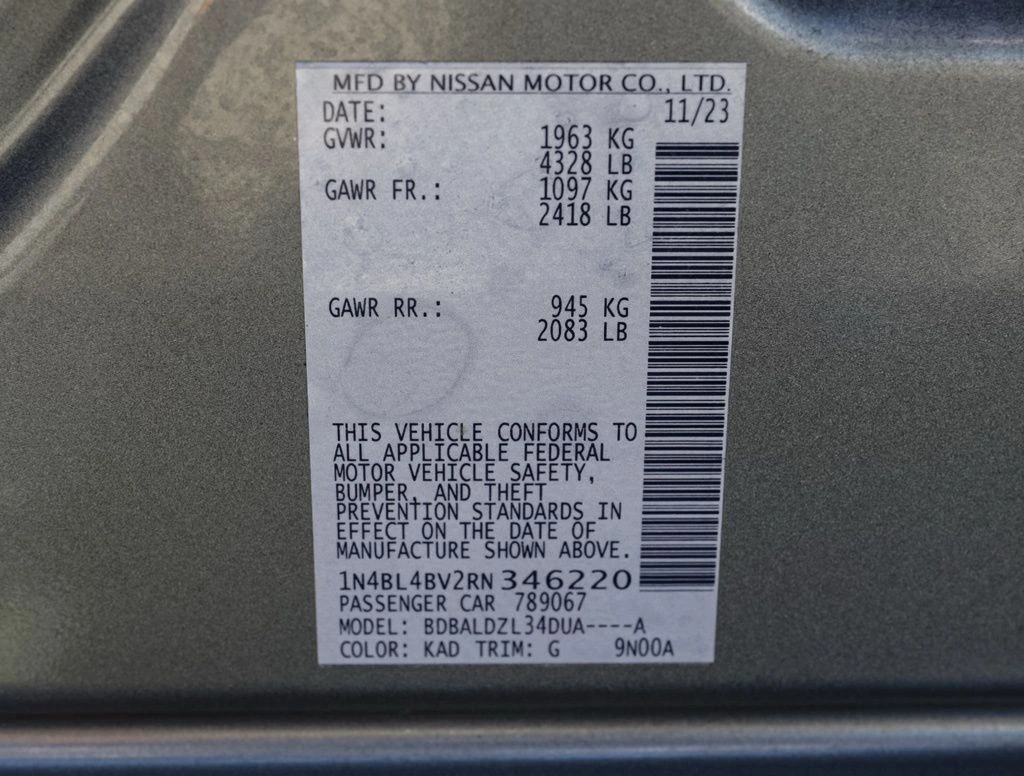 MFD BY NISSAN MOTOR CO., LTD.
DATE: 11/23
GVWR: 1963 KG
4328 LB
GAWR FR.: 1097 KG
2418 LB
GAWR RR.: 945 KG
2083 LB
THIS VEHICLE CONFORMS TO
ALL APPLICABLE FEDERAL
MOTOR VEHICLE SAFETY,
BUMPER, AND THEFT
PREVENTION STANDARDS IN
EFFECT ON THE DATE OF
MANUFACTURE SHOWN ABOVE.
1N4BL4BV2RN346220
PASSENGER CAR 789067
MODEL: BDBALDZL34DUA----A
COLOR: KAD TRIM: G 9N00A